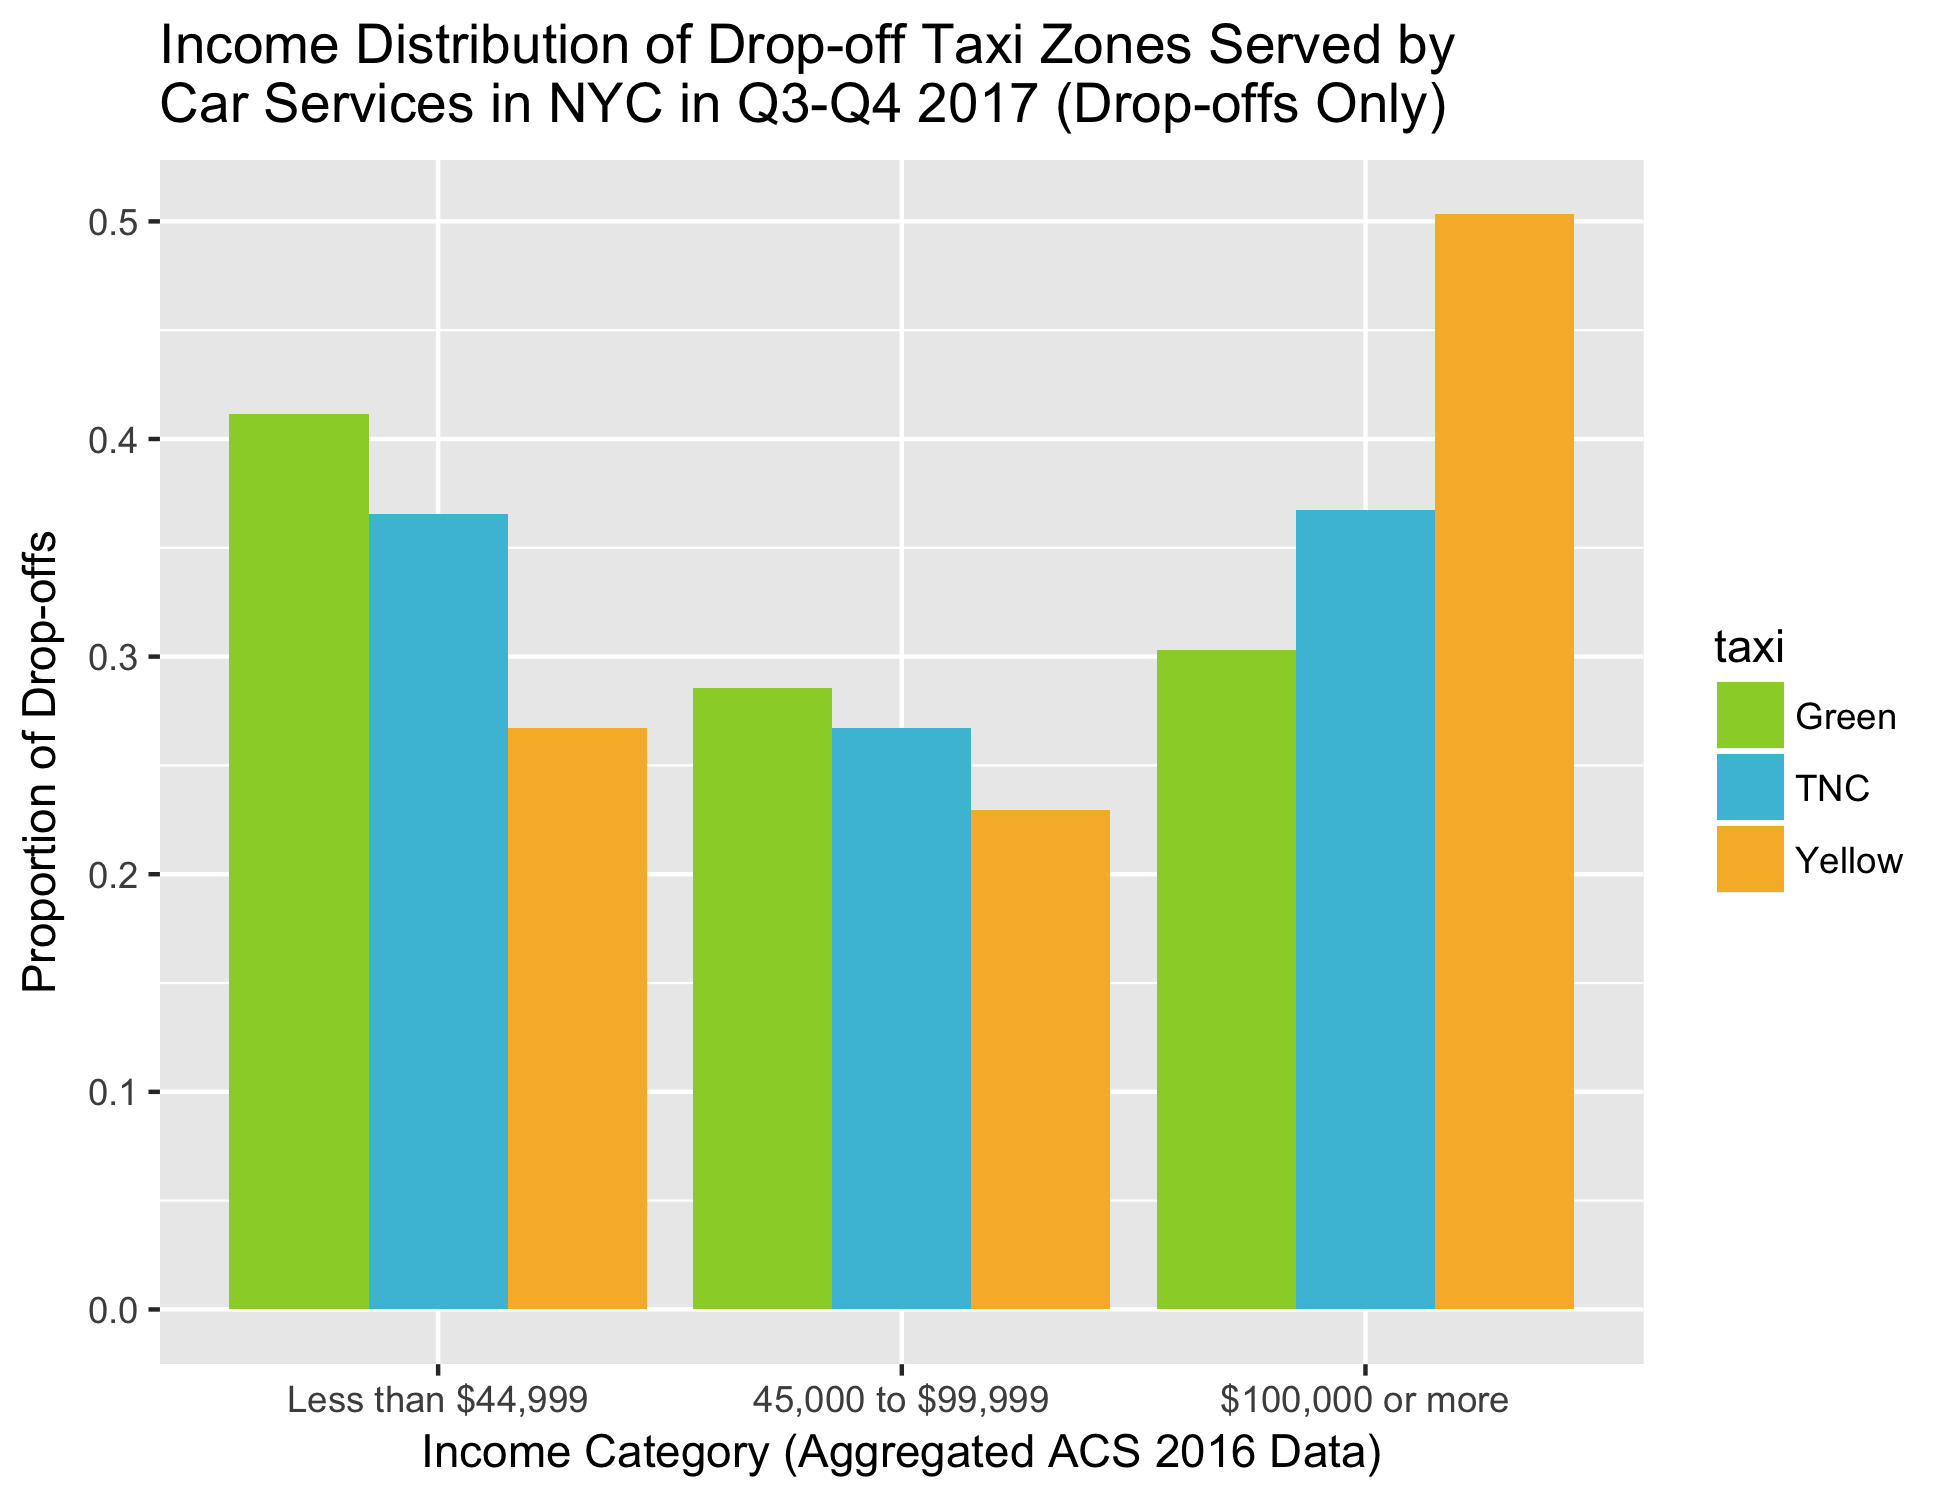 Income Distribution of Drop-off Taxi Zones Served by
Car Services in NYC in Q3-Q4 2017 (Drop-offs Only)
Proportion of Drop-offs
0.5
0.4
0.3
0.2
0.1
0.0
Less than $44,999
45,000 to $99,999
$100,000 or more
Income Category (Aggregated ACS 2016 Data)
taxi
Green
TNC
Yellow